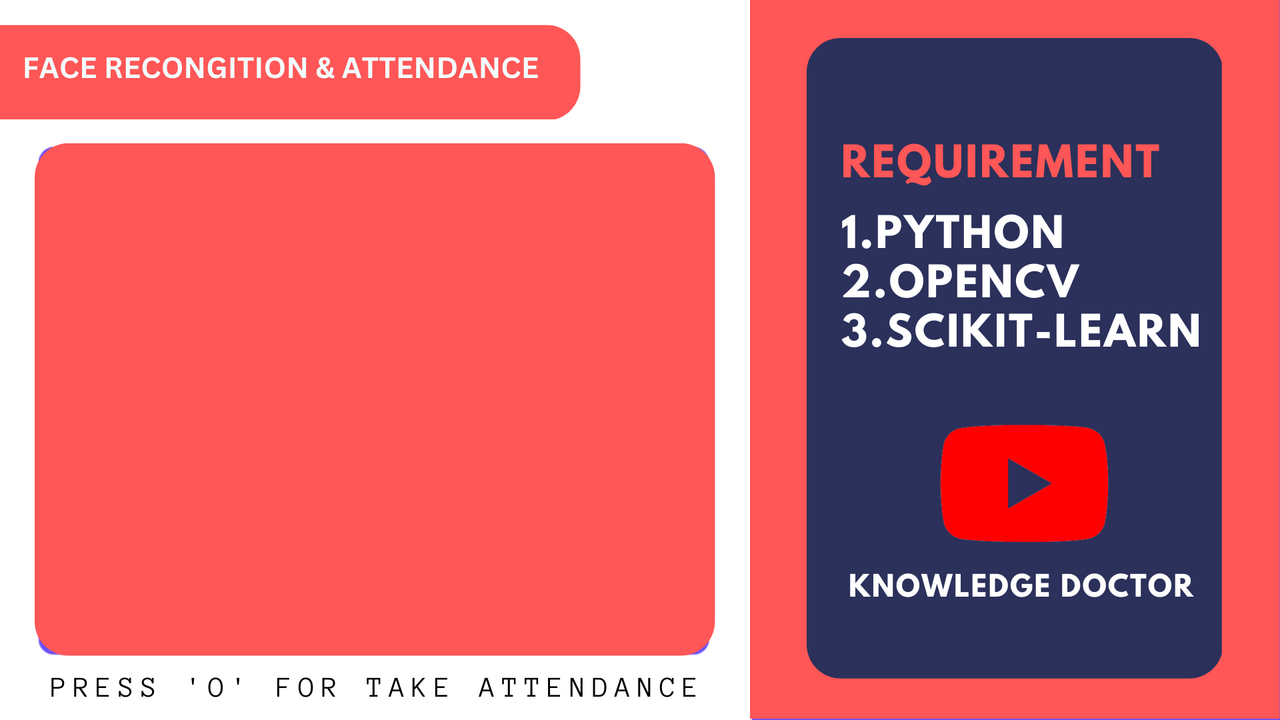 FACE RECONGITION & ATTENDANCE
PRESS 'O' FOR TAKE ATTENDANCE
REQUIREMENT
1.PYTHON
2.OPENCV
3.SCIKIT-LEARN
KNOWLEDGE DOCTOR